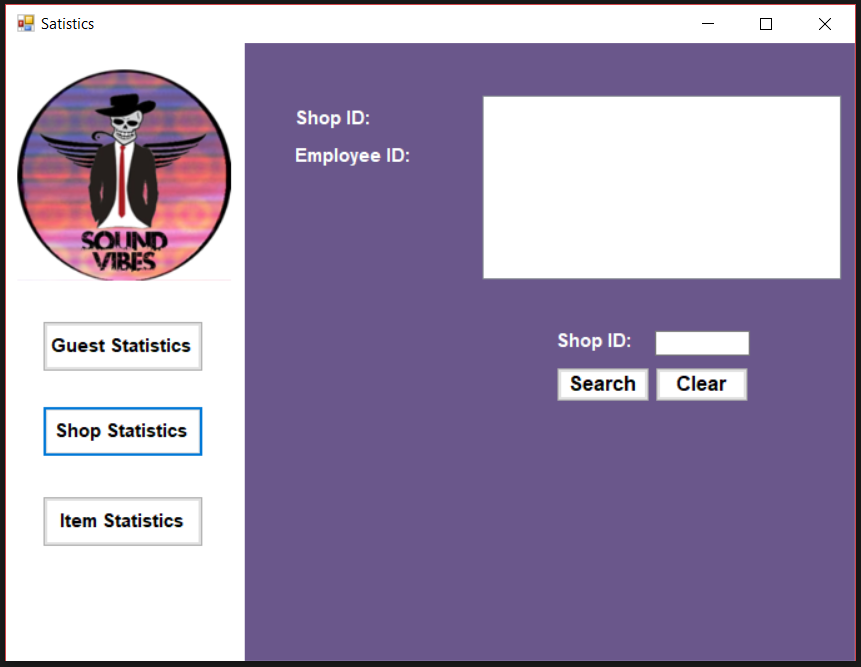 Satistics
SOUND
VIBES
Guest Statistics
Shop Statistics
Item Statistics
Shop ID:
Employee ID:
Shop ID:
Search Clear